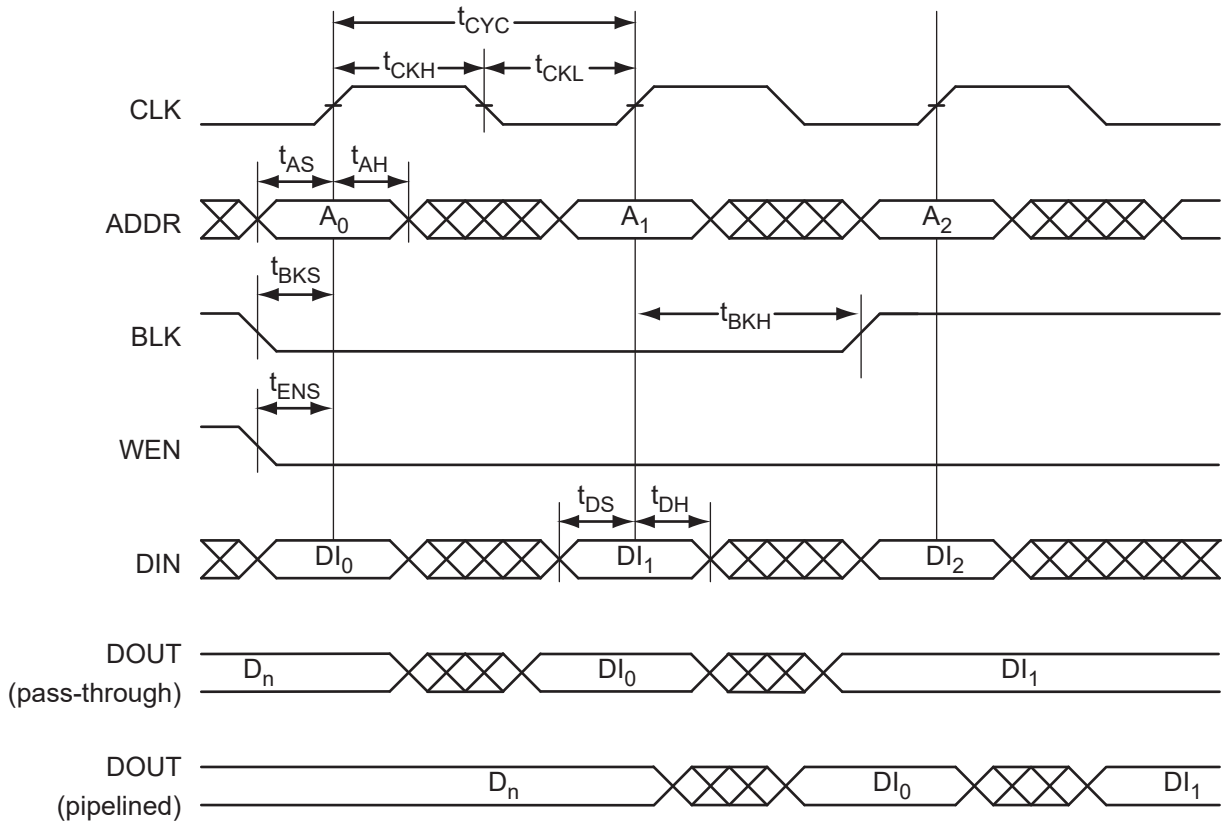 tCYC
tCKH tCKL
CLK
tAS tAH
ADDR A0 A1 A2
tBKS
BLK tBKH
tENS
WEN
tDS tDH
DIN DI0 DI1 DI2
DOUT
(pass-through) Dn DI0 DI1
DOUT
(pipelined) Dn DI0 DI1